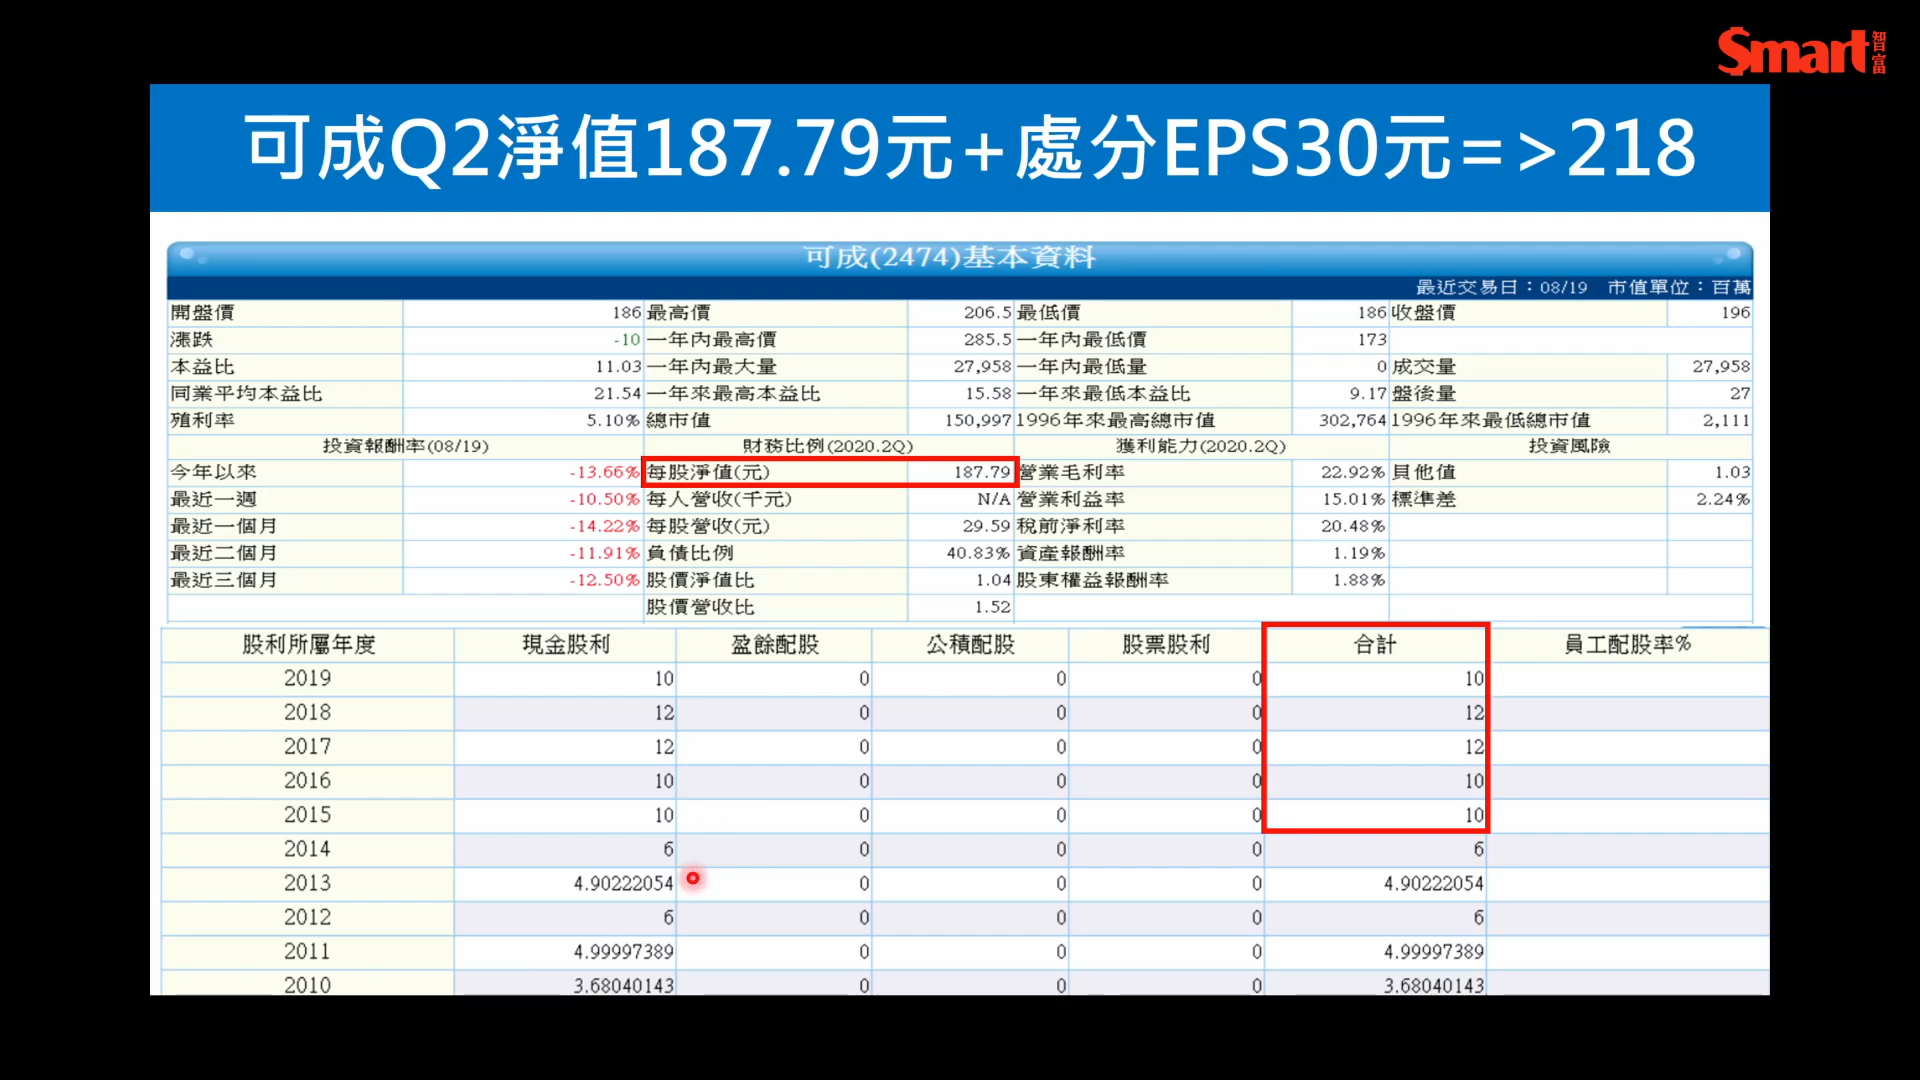 Smart智富
可成Q2淨值187.79元+處分EPS30元=>218
可成(2474)基本資料
最近交易日：08/19 市值單位：百萬
開盤價 186 最高價 206.5 最低價 186 收盤價 196
漲跌 -10 一年內最高價 285.5 一年內最低價 173
本益比 11.03 一年內最大量 27,958 一年內最低量 0 成交量 27,958
同業平均本益比 21.54 一年來最高本益比 15.58 一年來最低本益比 9.17 盤後量 27
殖利率 5.10% 總市值 150,997 1996年來最高總市值 302,764 1996年來最低總市值 2,111
投資報酬率(08/19) 財務比例(2020.2Q) 獲利能力(2020.2Q) 投資風險
今年以來 -13.66% 每股淨值(元) 187.79 營業毛利率 22.92% 貝他值 1.03
最近一週 -10.50% 每人營收(千元) N/A 營業利益率 15.01% 標準差 2.24%
最近一個月 -14.22% 每股營收(元) 29.59 稅前淨利率 20.48%
最近二個月 -11.91% 負債比例 40.83% 資產報酬率 1.19%
最近三個月 -12.50% 股價淨值比 1.04 股東權益報酬率 1.88%
股價營收比 1.52
股利所屬年度 現金股利 盈餘配股 公積配股 股票股利 合計 員工配股率%
2019 10 0 0 0 10
2018 12 0 0 0 12
2017 12 0 0 0 12
2016 10 0 0 0 10
2015 10 0 0 0 10
2014 6 0 0 0 6
2013 4.90222054 0 0 0 4.90222054
2012 6 0 0 0 6
2011 4.99997389 0 0 0 4.99997389
2010 3.68040143 0 0 0 3.68040143